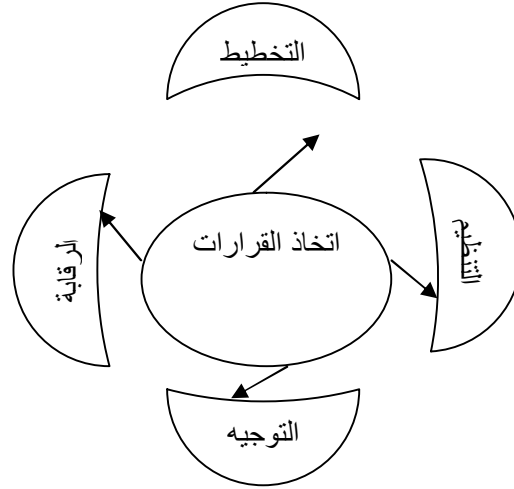 التخطيط
اتخاذ القرارات
التنظيم
الرقابة
التوجيه